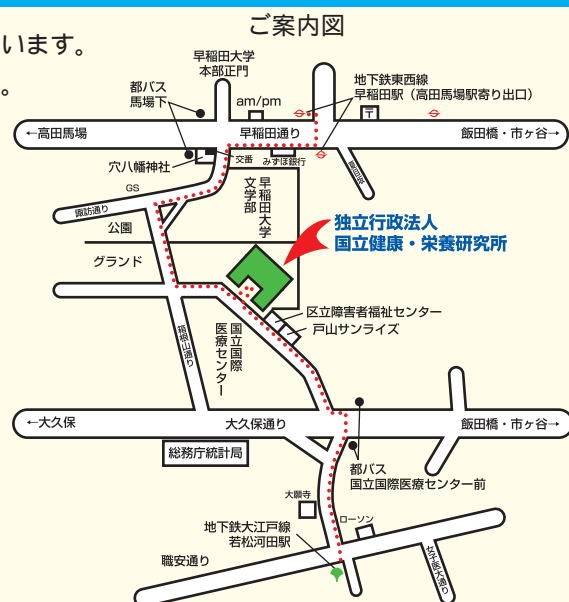 ご案内図
います。
。
早稲田大学
本部正門
都バス
馬場下
am/pm
地下鉄東西線
早稲田駅（高田馬場駅寄り出口）
〒
←高田馬場
早稲田通り
飯田橋・市ヶ谷→
穴八幡神社
交番
みずほ銀行
GS
諏訪通り
早稲田大学
文学部
公園
グランド
独立行政法人
国立健康・栄養研究所
区立障害者福祉センター
戸山サンライズ
箱根山通り
国立国際
医療センター
←大久保
大久保通り
飯田橋・市ヶ谷→
総務庁統計局
都バス
国立国際医療センター前
大願寺
ローソン
地下鉄大江戸線
若松河田駅
職安通り
女子医大通り